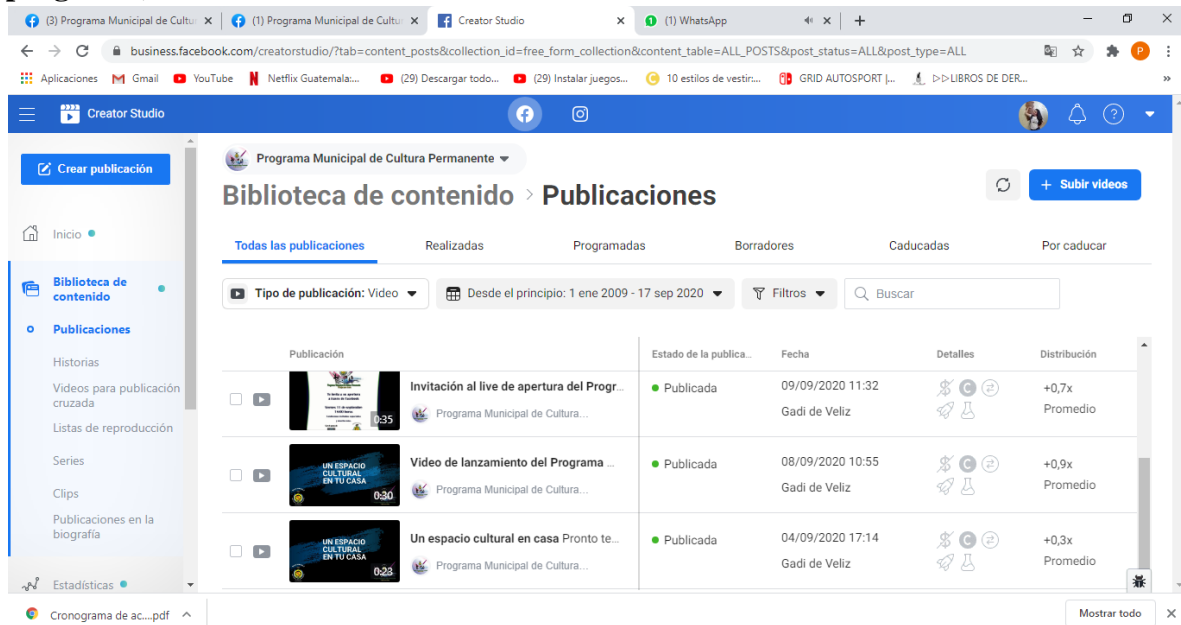 (3) Programa Municipal de Cultur
(1) Programa Municipal de Cultur
Creator Studio
(1) WhatsApp
business.facebook.com/creatorstudio/?tab=content_posts&collection_id=free_form_collection&content_table=ALL_POSTS&post_status=ALL&post_type=ALL
P
Aplicaciones Gmail YouTube Netflix Guatemala:... (29) Descargar todo... (29) Instalar juegos... 10 estilos de vestir:... GRID AUTOSPORT |... ▷▷LIBROS DE DER... »
Creator Studio
Crear publicación
Inicio
Biblioteca de
contenido
Publicaciones
Historias
Videos para publicación
cruzada
Listas de reproducción
Series
Clips
Publicaciones en la
biografía
Estadísticas
Programa Municipal de Cultura Permanente
Biblioteca de contenido > Publicaciones
+ Subir videos
Todas las publicaciones Realizadas Programadas Borradores Caducadas Por caducar
Tipo de publicación: Video Desde el principio: 1 ene 2009 - 17 sep 2020 Filtros Buscar
Publicación Estado de la publica... Fecha Detalles Distribución
0:35
Invitación al live de apertura del Progr... Publicada 09/09/2020 11:32 +0,7x
Programa Municipal de Cultura... Gadi de Veliz Promedio
UN ESPACIO
CULTURAL
EN TU CASA
0:30
Video de lanzamiento del Programa ... Publicada 08/09/2020 10:55 +0,9x
Programa Municipal de Cultura... Gadi de Veliz Promedio
UN ESPACIO
CULTURAL
EN TU CASA
0:23
Un espacio cultural en casa Pronto te... Publicada 04/09/2020 17:14 +0,3x
Programa Municipal de Cultura... Gadi de Veliz Promedio
Cronograma de ac....pdf
Mostrar todo